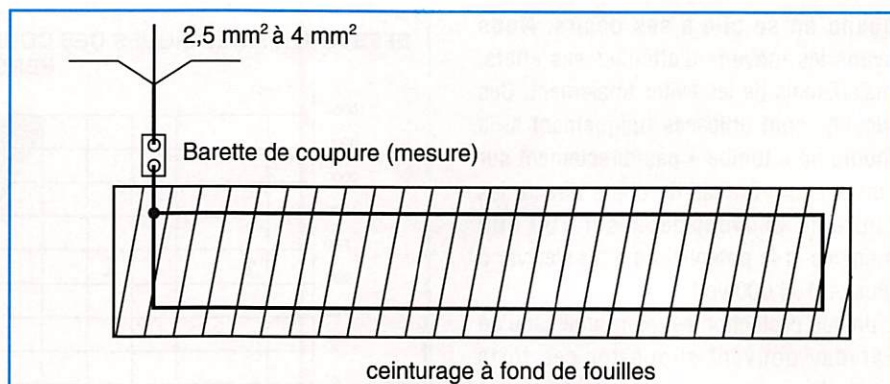 2,5 mm² à 4 mm²
Barette de coupure (mesure)
ceinturage à fond de fouilles